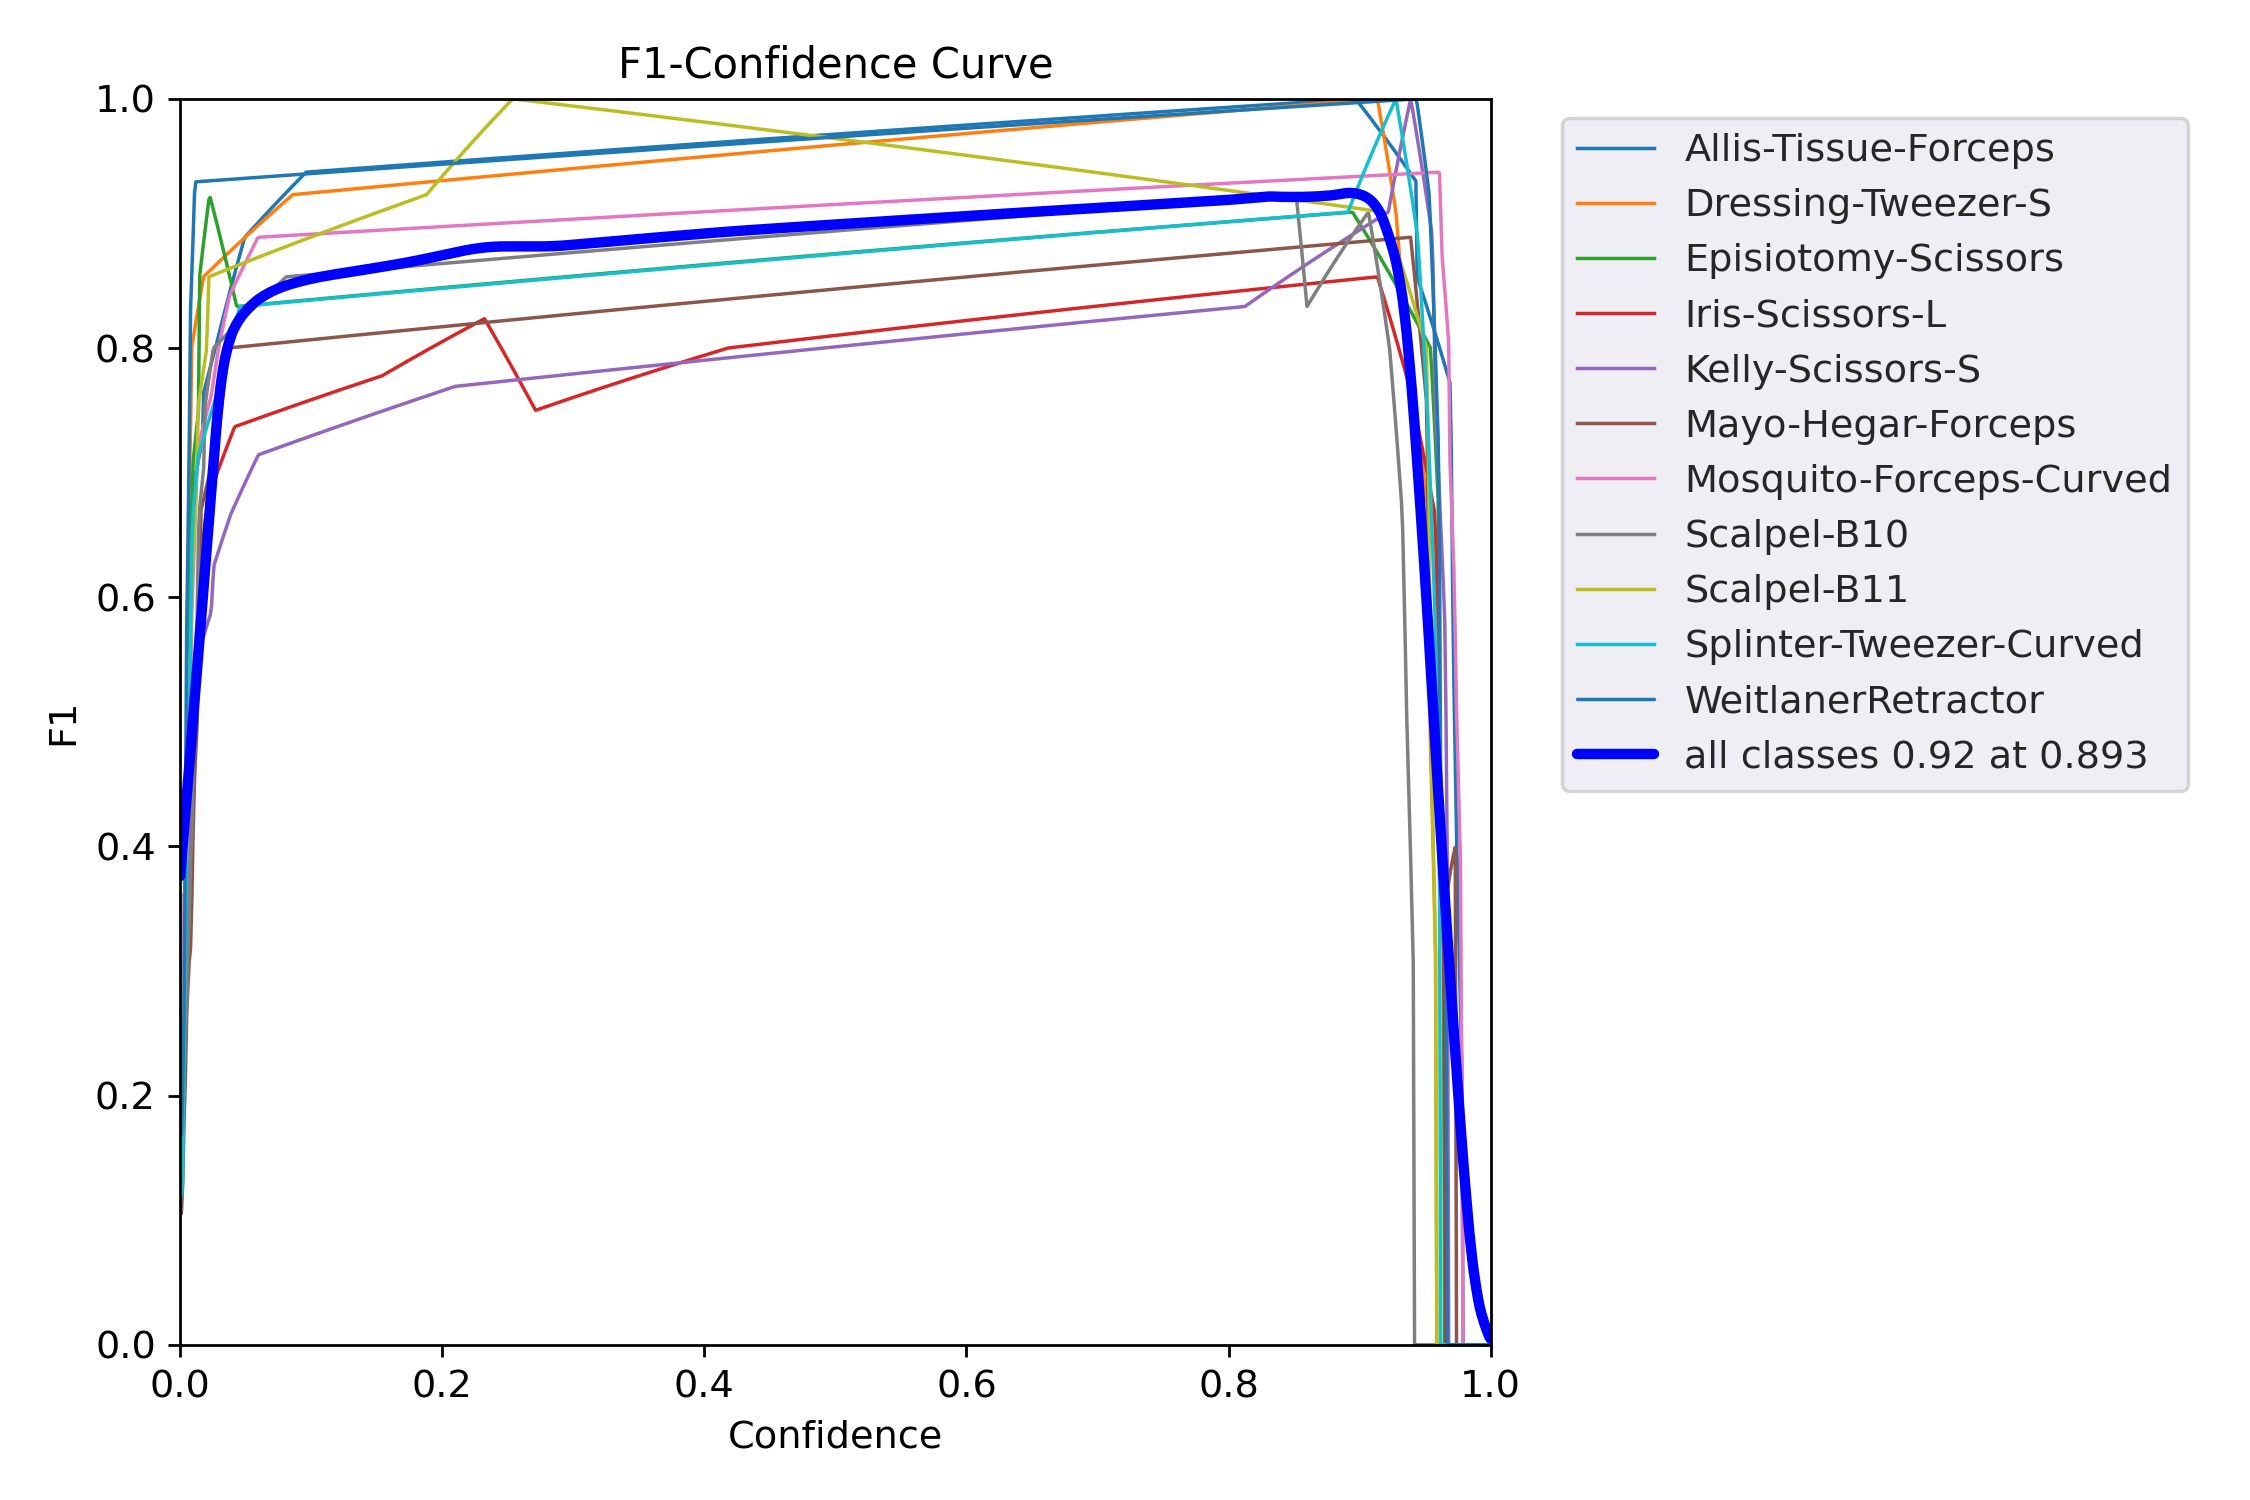 F1-Confidence Curve
1.0
0.8
0.6
0.4
0.2
0.0
F1
0.0 0.2 0.4 0.6 0.8 1.0
Confidence
Allis-Tissue-Forceps
Dressing-Tweezer-S
Episiotomy-Scissors
Iris-Scissors-L
Kelly-Scissors-S
Mayo-Hegar-Forceps
Mosquito-Forceps-Curved
Scalpel-B10
Scalpel-B11
Splinter-Tweezer-Curved
WeitlanerRetractor
all classes 0.92 at 0.893